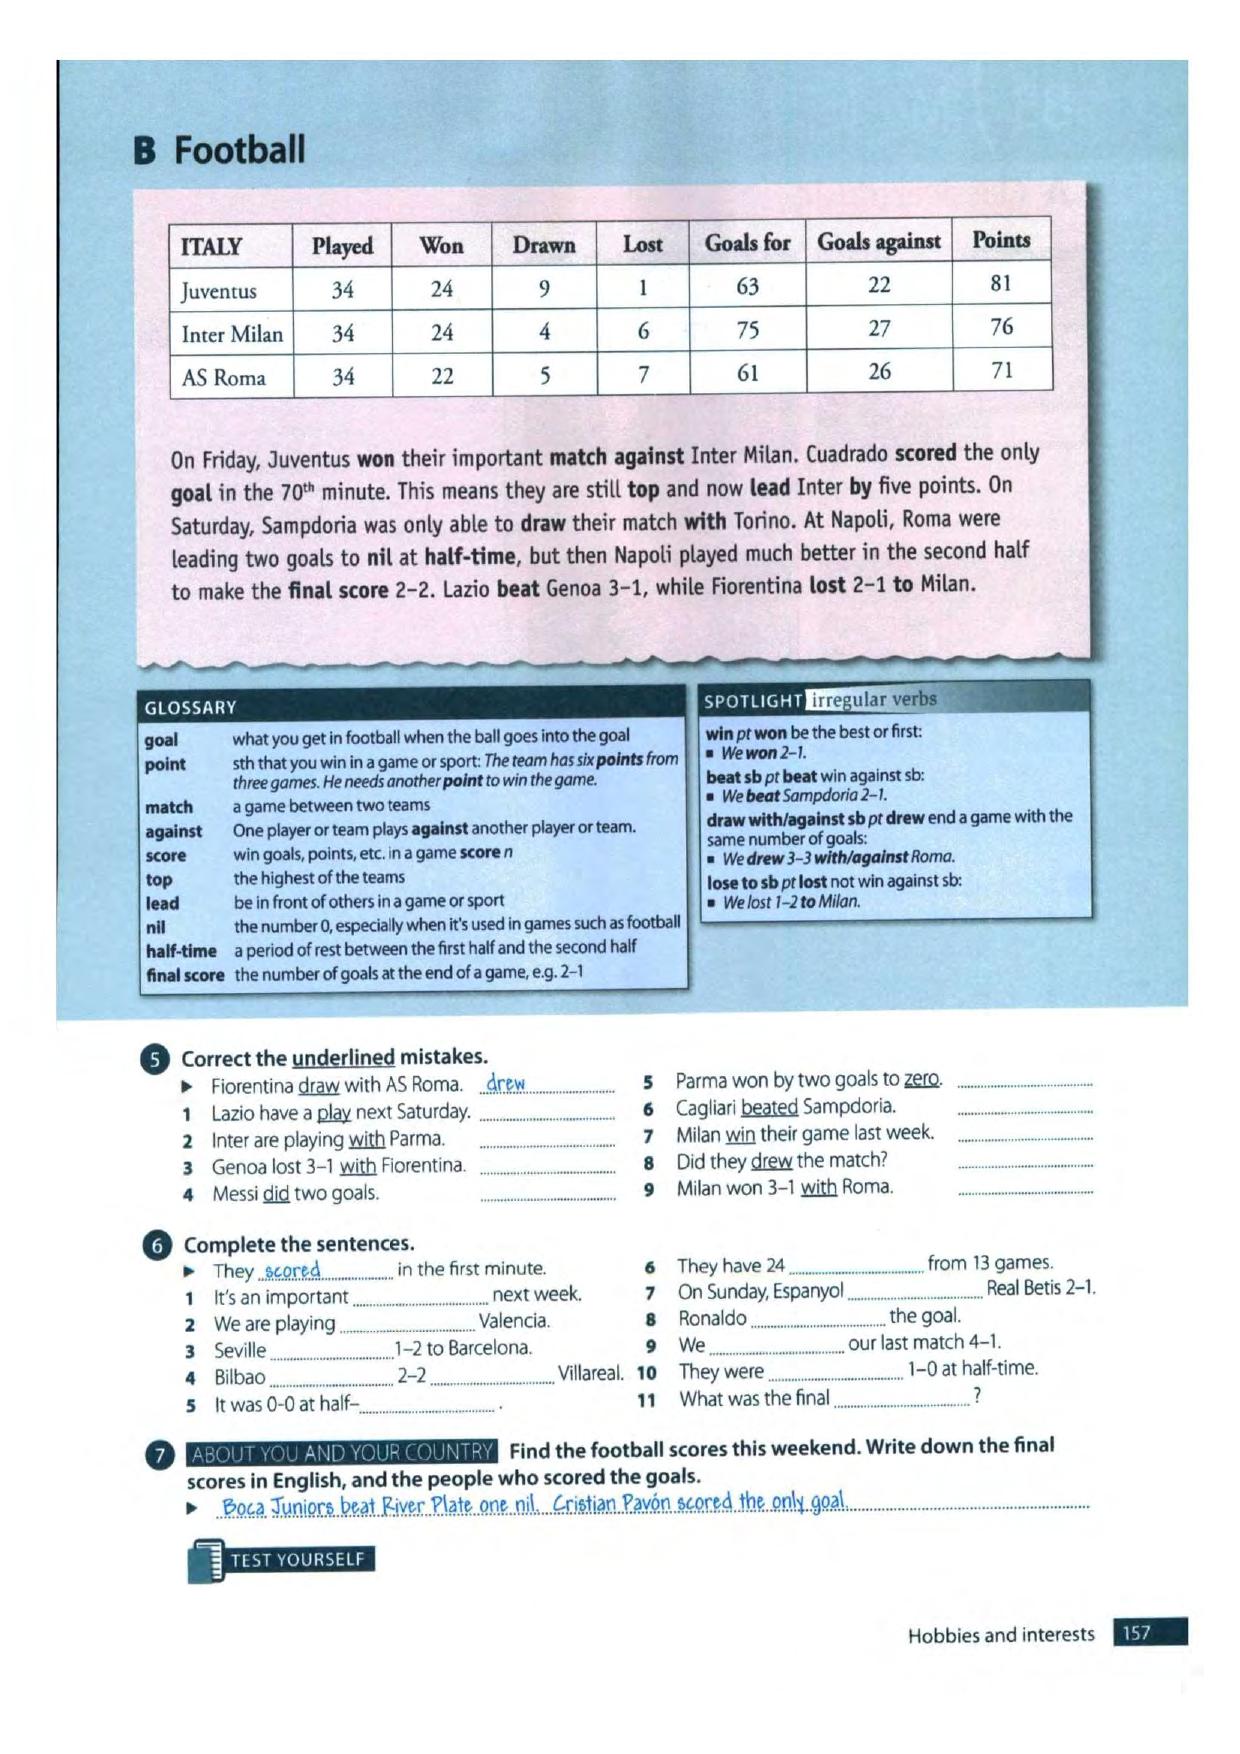 B Football
ITALY Played Won Drawn Lost Goals for Goals against Points
Juventus 34 24 9 1 63 22 81
Inter Milan 34 24 4 6 75 27 76
AS Roma 34 22 5 7 61 26 71
On Friday, Juventus won their important match against Inter Milan. Cuadrado scored the only
goal in the 70th minute. This means they are still top and now lead Inter by five points. On
Saturday, Sampdoria was only able to draw their match with Torino. At Napoli, Roma were
leading two goals to nil at half-time, but then Napoli played much better in the second half
to make the final score 2–2. Lazio beat Genoa 3–1, while Fiorentina lost 2–1 to Milan.
GLOSSARY
goal what you get in football when the ball goes into the goal
point sth that you win in a game or sport: The team has six points from
three games. He needs another point to win the game.
match a game between two teams
against One player or team plays against another player or team.
score win goals, points, etc. in a game score n
top the highest of the teams
lead be in front of others in a game or sport
nil the number 0, especially when it's used in games such as football
half-time a period of rest between the first half and the second half
final score the number of goals at the end of a game, e.g. 2–1
SPOTLIGHT irregular verbs
win pt won be the best or first:
▪ We won 2–1.
beat sb pt beat win against sb:
▪ We beat Sampdoria 2–1.
draw with/against sb pt drew end a game with the
same number of goals:
▪ We drew 3–3 with/against Roma.
lose to sb pt lost not win against sb:
▪ We lost 1–2 to Milan.
5 Correct the underlined mistakes.
▶ Fiorentina draw with AS Roma. drew
1 Lazio have a play next Saturday.
2 Inter are playing with Parma.
3 Genoa lost 3–1 with Fiorentina.
4 Messi did two goals.
5 Parma won by two goals to zero.
6 Cagliari beated Sampdoria.
7 Milan win their game last week.
8 Did they drew the match?
9 Milan won 3–1 with Roma.
6 Complete the sentences.
▶ They scored in the first minute.
1 It's an important ........ next week.
2 We are playing ........ Valencia.
3 Seville ........ 1–2 to Barcelona.
4 Bilbao ........ 2–2 ........ Villareal.
5 It was 0-0 at half–........ .
6 They have 24 ........ from 13 games.
7 On Sunday, Espanyol ........ Real Betis 2–1.
8 Ronaldo ........ the goal.
9 We ........ our last match 4–1.
10 They were ........ 1–0 at half-time.
11 What was the final ........ ?
7 ABOUT YOU AND YOUR COUNTRY Find the football scores this weekend. Write down the final
scores in English, and the people who scored the goals.
▶ Boca Juniors beat River Plate one nil. Cristian Pavón scored the only goal.
TEST YOURSELF
Hobbies and interests 157